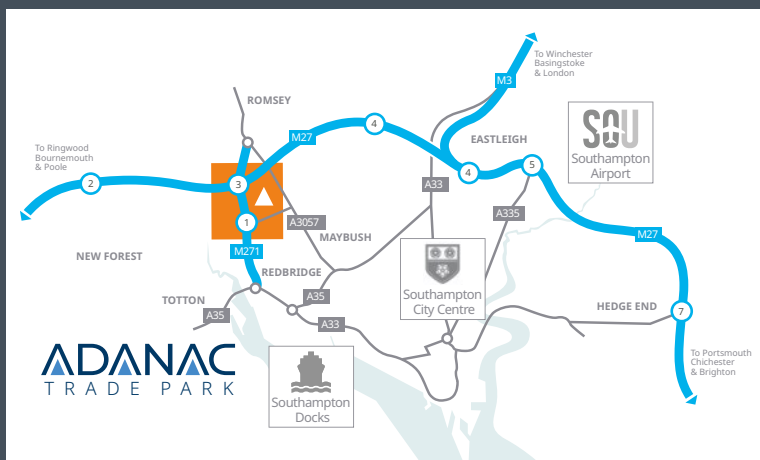 To Winchester
Basingstoke
& London
M3
ROMSEY
SOU
Southampton
Airport
M27
4
EASTLEIGH
To Ringwood
Bournemouth
& Poole
4
5
2
3
A33
A335
1
A3057
MAYBUSH
M27
NEW FOREST
M271
REDBRIDGE
Southampton
City Centre
TOTTON
A35
A35
A33
HEDGE END
7
ADANAC
TRADE PARK
Southampton
Docks
To Portsmouth
Chichester
& Brighton